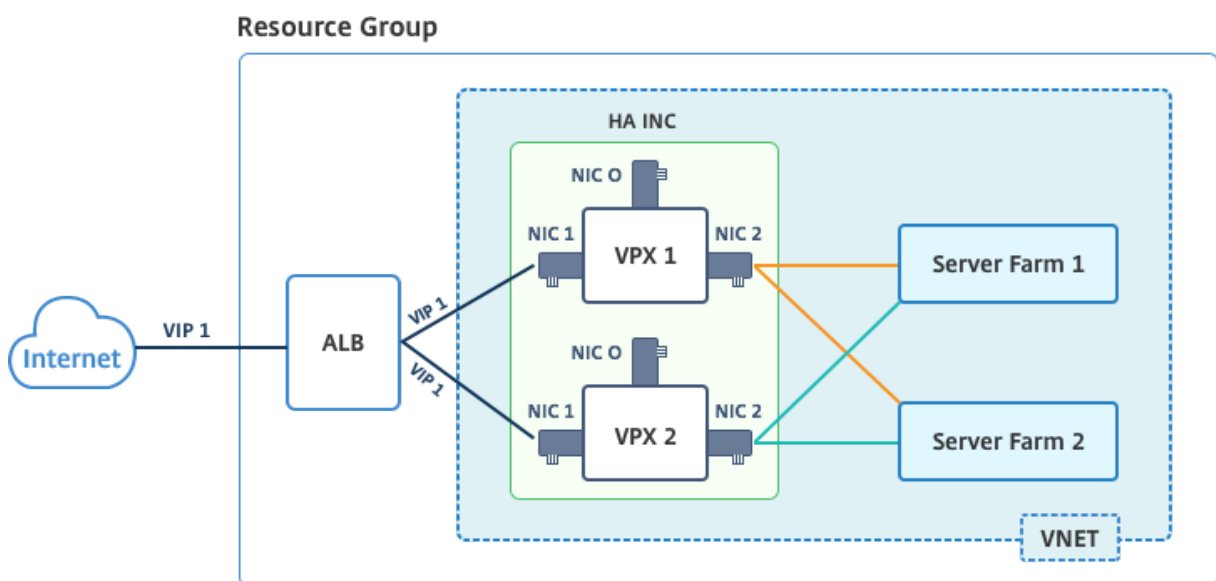 Resource Group
HA INC
NIC O
NIC 1
VPX 1
NIC 2
Server Farm 1
VIP 1
Internet
VIP 1
ALB
VIP 1
NIC O
NIC 1
VPX 2
NIC 2
Server Farm 2
VNET